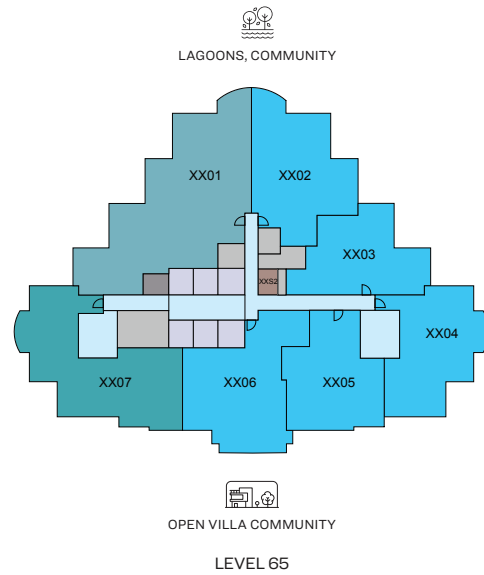 LAGOONS, COMMUNITY
XX01
XX02
XX03
XXS2
XX04
XX07
XX06
XX05
OPEN VILLA COMMUNITY
LEVEL 65